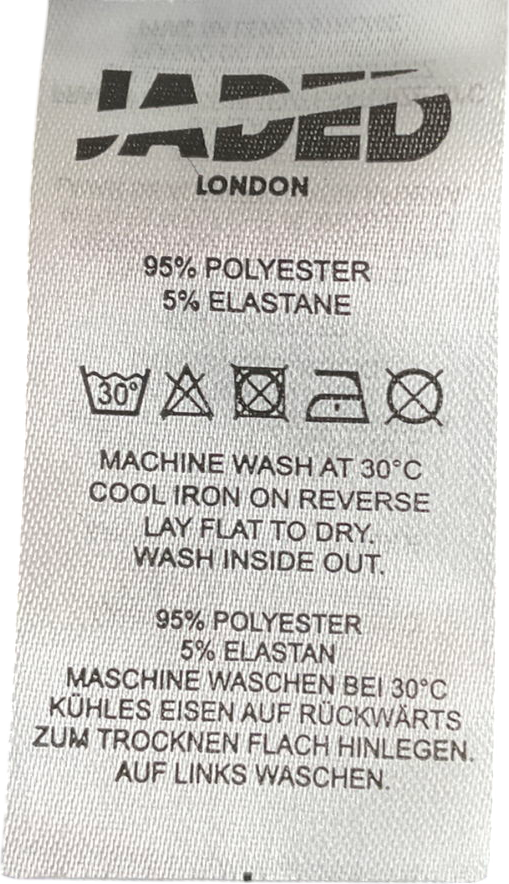 JADED
LONDON
95% POLYESTER
5% ELASTANE
30°
MACHINE WASH AT 30°C
COOL IRON ON REVERSE
LAY FLAT TO DRY.
WASH INSIDE OUT.
95% POLYESTER
5% ELASTAN
MASCHINE WASCHEN BEI 30°C
KÜHLES EISEN AUF RÜCKWÄRTS
ZUM TROCKNEN FLACH HINLEGEN.
AUF LINKS WASCHEN.